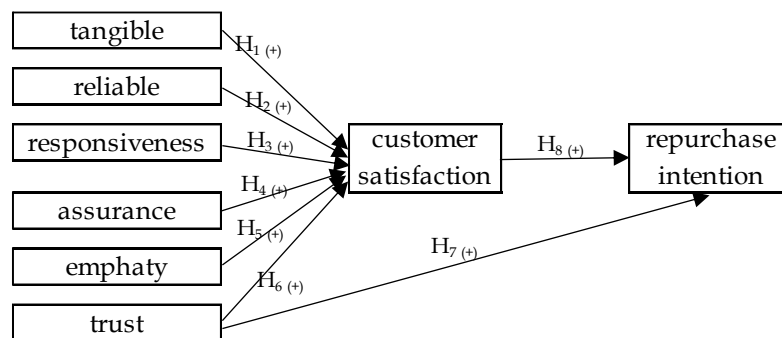 tangible
H1 (+)
reliable
H2 (+)
responsiveness
H3 (+)
customer
satisfaction
H8 (+)
repurchase
intention
H4 (+)
assurance
H5 (+)
emphaty
H7 (+)
H6 (+)
trust